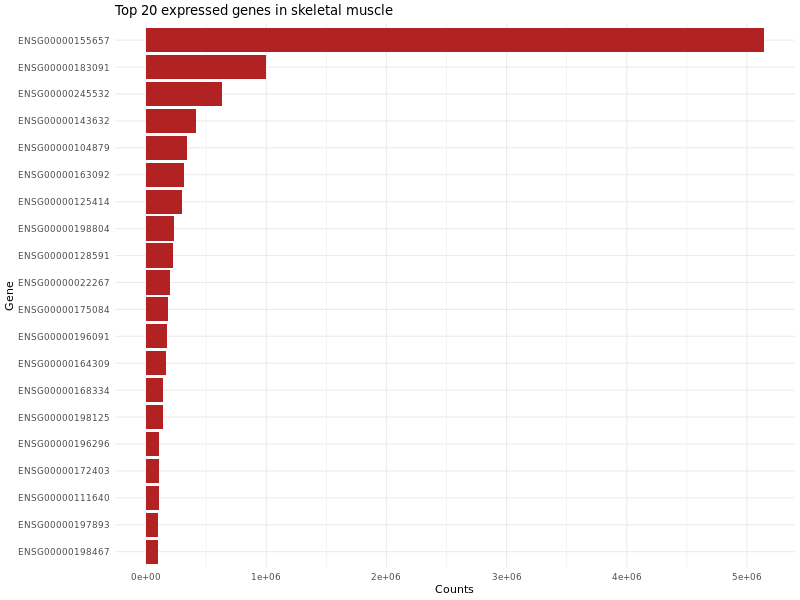 Top 20 expressed genes in skeletal muscle
Gene
ENSG00000155657
ENSG00000183091
ENSG00000245532
ENSG00000143632
ENSG00000104879
ENSG00000163092
ENSG00000125414
ENSG00000198804
ENSG00000128591
ENSG00000022267
ENSG00000175084
ENSG00000196091
ENSG00000164309
ENSG00000168334
ENSG00000198125
ENSG00000196296
ENSG00000172403
ENSG00000111640
ENSG00000197893
ENSG00000198467
0e+00 1e+06 2e+06 3e+06 4e+06 5e+06
Counts